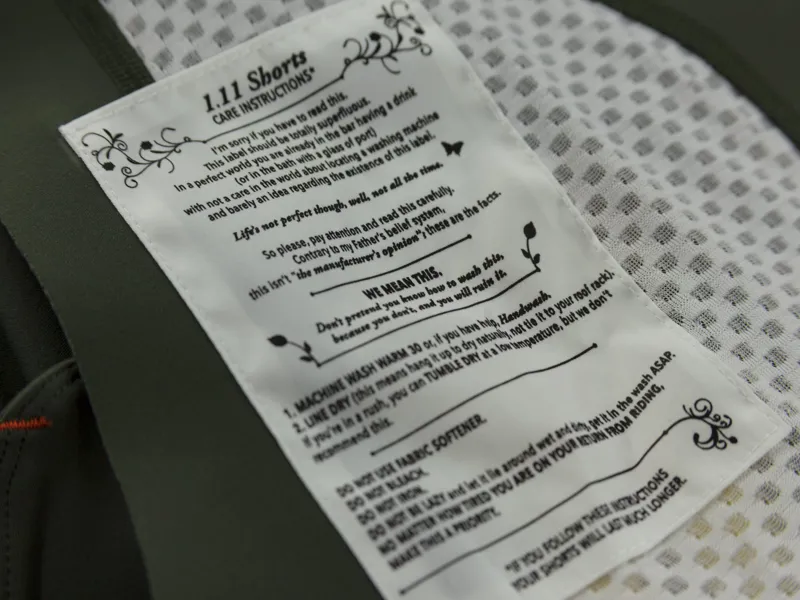 1.11 Shorts
CARE INSTRUCTIONS*
I'm sorry if you have to read this.
This label should be totally superfluous.
In a perfect world you are already in the bar having a drink
(or in the bath with a glass of port)
with not a care in the world about locating a washing machine
and barely an idea regarding the existence of this label.
Life's not perfect though, well, not all the time.
So please, pay attention and read this carefully.
Contrary to my Father's belief system,
this isn't "the manufacturer's opinion"; these are the facts.
WE MEAN THIS,
Don't pretend you know how to wash this,
because you don't, and you will ruin it.
1. MACHINE WASH WARM 30 or, if you have help, Handwash.
2. LINE DRY (this means hang it up to dry naturally, not tie it to your roof rack).
If you're in a rush, you can TUMBLE DRY at a low temperature, but we don't
recommend this.
DO NOT USE FABRIC SOFTENER.
DO NOT BLEACH.
DO NOT IRON.
DO NOT BE LAZY and let it lie around wet and dirty, get it in the wash ASAP.
NO MATTER HOW TIRED YOU ARE ON YOUR RETURN FROM RIDING,
MAKE THIS A PRIORITY.
*IF YOU FOLLOW THESE INSTRUCTIONS
YOUR SHORTS WILL LAST MUCH LONGER.